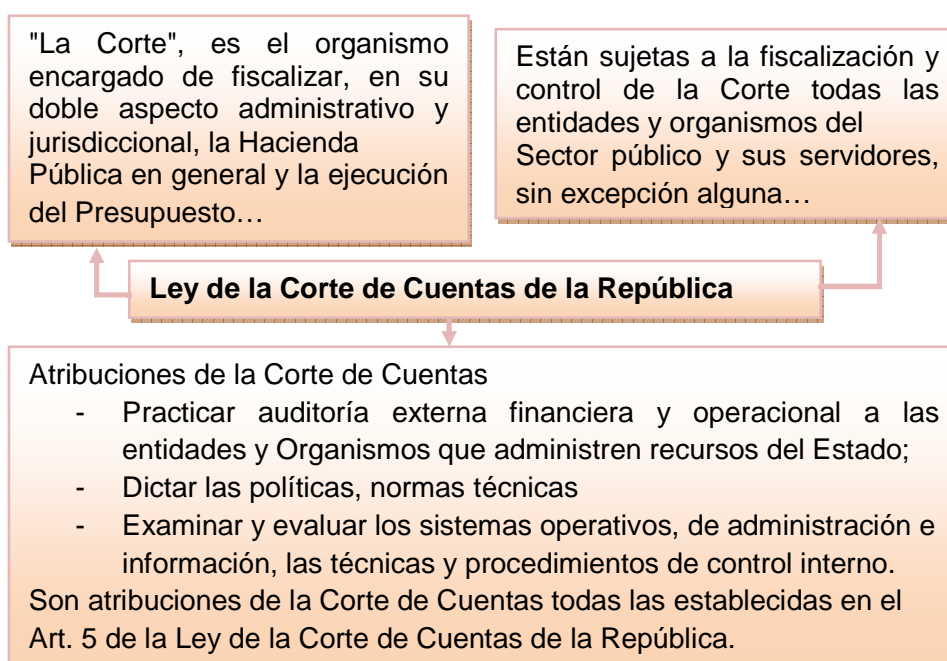 "La Corte", es el organismo
encargado de fiscalizar, en su
doble aspecto administrativo y
jurisdiccional, la Hacienda
Pública en general y la ejecución
del Presupuesto…
Están sujetas a la fiscalización y
control de la Corte todas las
entidades y organismos del
Sector público y sus servidores,
sin excepción alguna…
Ley de la Corte de Cuentas de la República
Atribuciones de la Corte de Cuentas
- Practicar auditoría externa financiera y operacional a las
entidades y Organismos que administren recursos del Estado;
- Dictar las políticas, normas técnicas
- Examinar y evaluar los sistemas operativos, de administración e
información, las técnicas y procedimientos de control interno.
Son atribuciones de la Corte de Cuentas todas las establecidas en el
Art. 5 de la Ley de la Corte de Cuentas de la República.